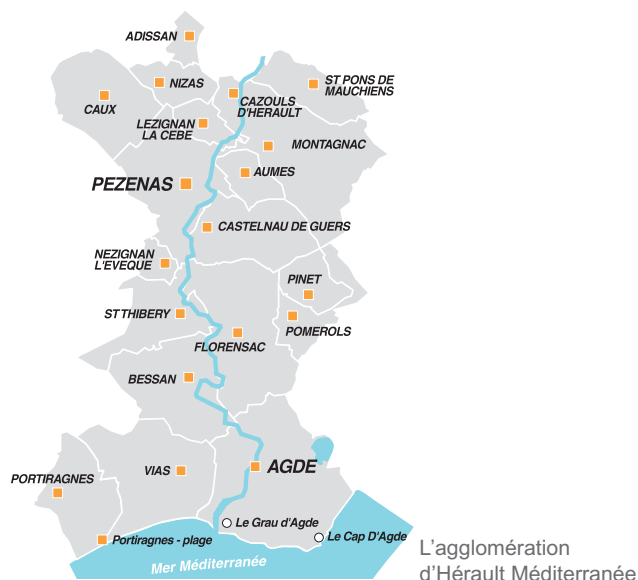 ADISSAN
NIZAS
ST PONS DE
MAUCHIENS
CAUX
CAZOULS
D'HERAULT
LEZIGNAN
LA CEBE
MONTAGNAC
AUMES
PEZENAS
CASTELNAU DE GUERS
NEZIGNAN
L'EVEQUE
PINET
ST THIBERY
POMEROLS
FLORENSAC
BESSAN
AGDE
VIAS
PORTIRAGNES
Le Grau d'Agde
Le Cap D'Agde
Portiragnes - plage
Mer Méditerranée
L'agglomération
d'Hérault Méditerranée